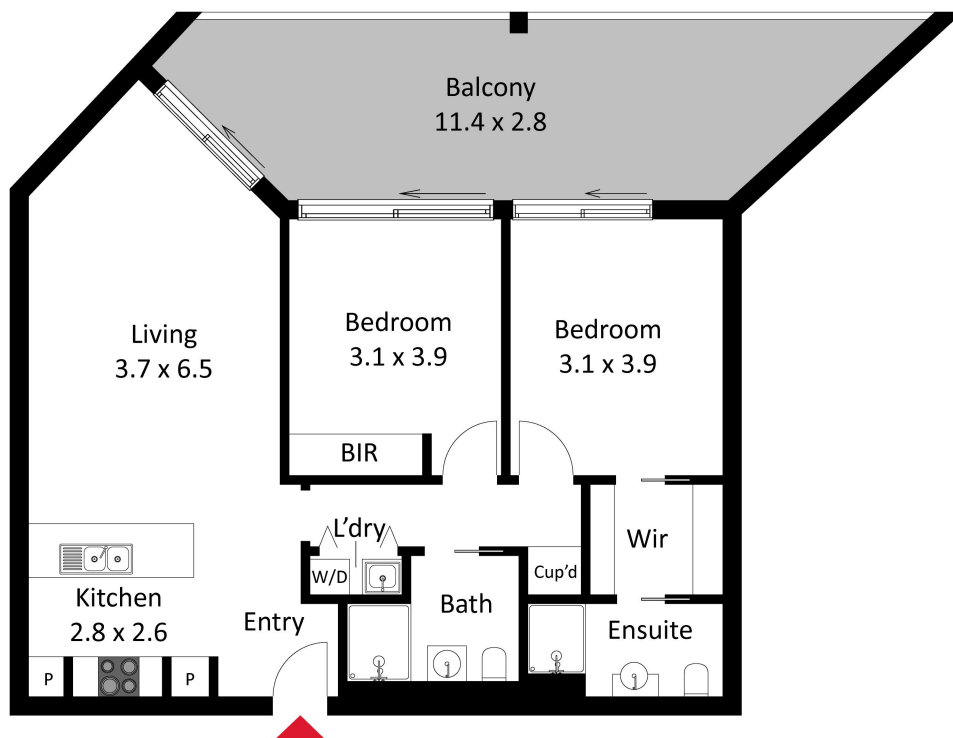 Balcony
11.4 x 2.8
Living
3.7 x 6.5
Bedroom
3.1 x 3.9
Bedroom
3.1 x 3.9
BIR
L'dry
W/D
Wir
Cup'd
Kitchen
2.8 x 2.6
Entry
Bath
Ensuite
P
P